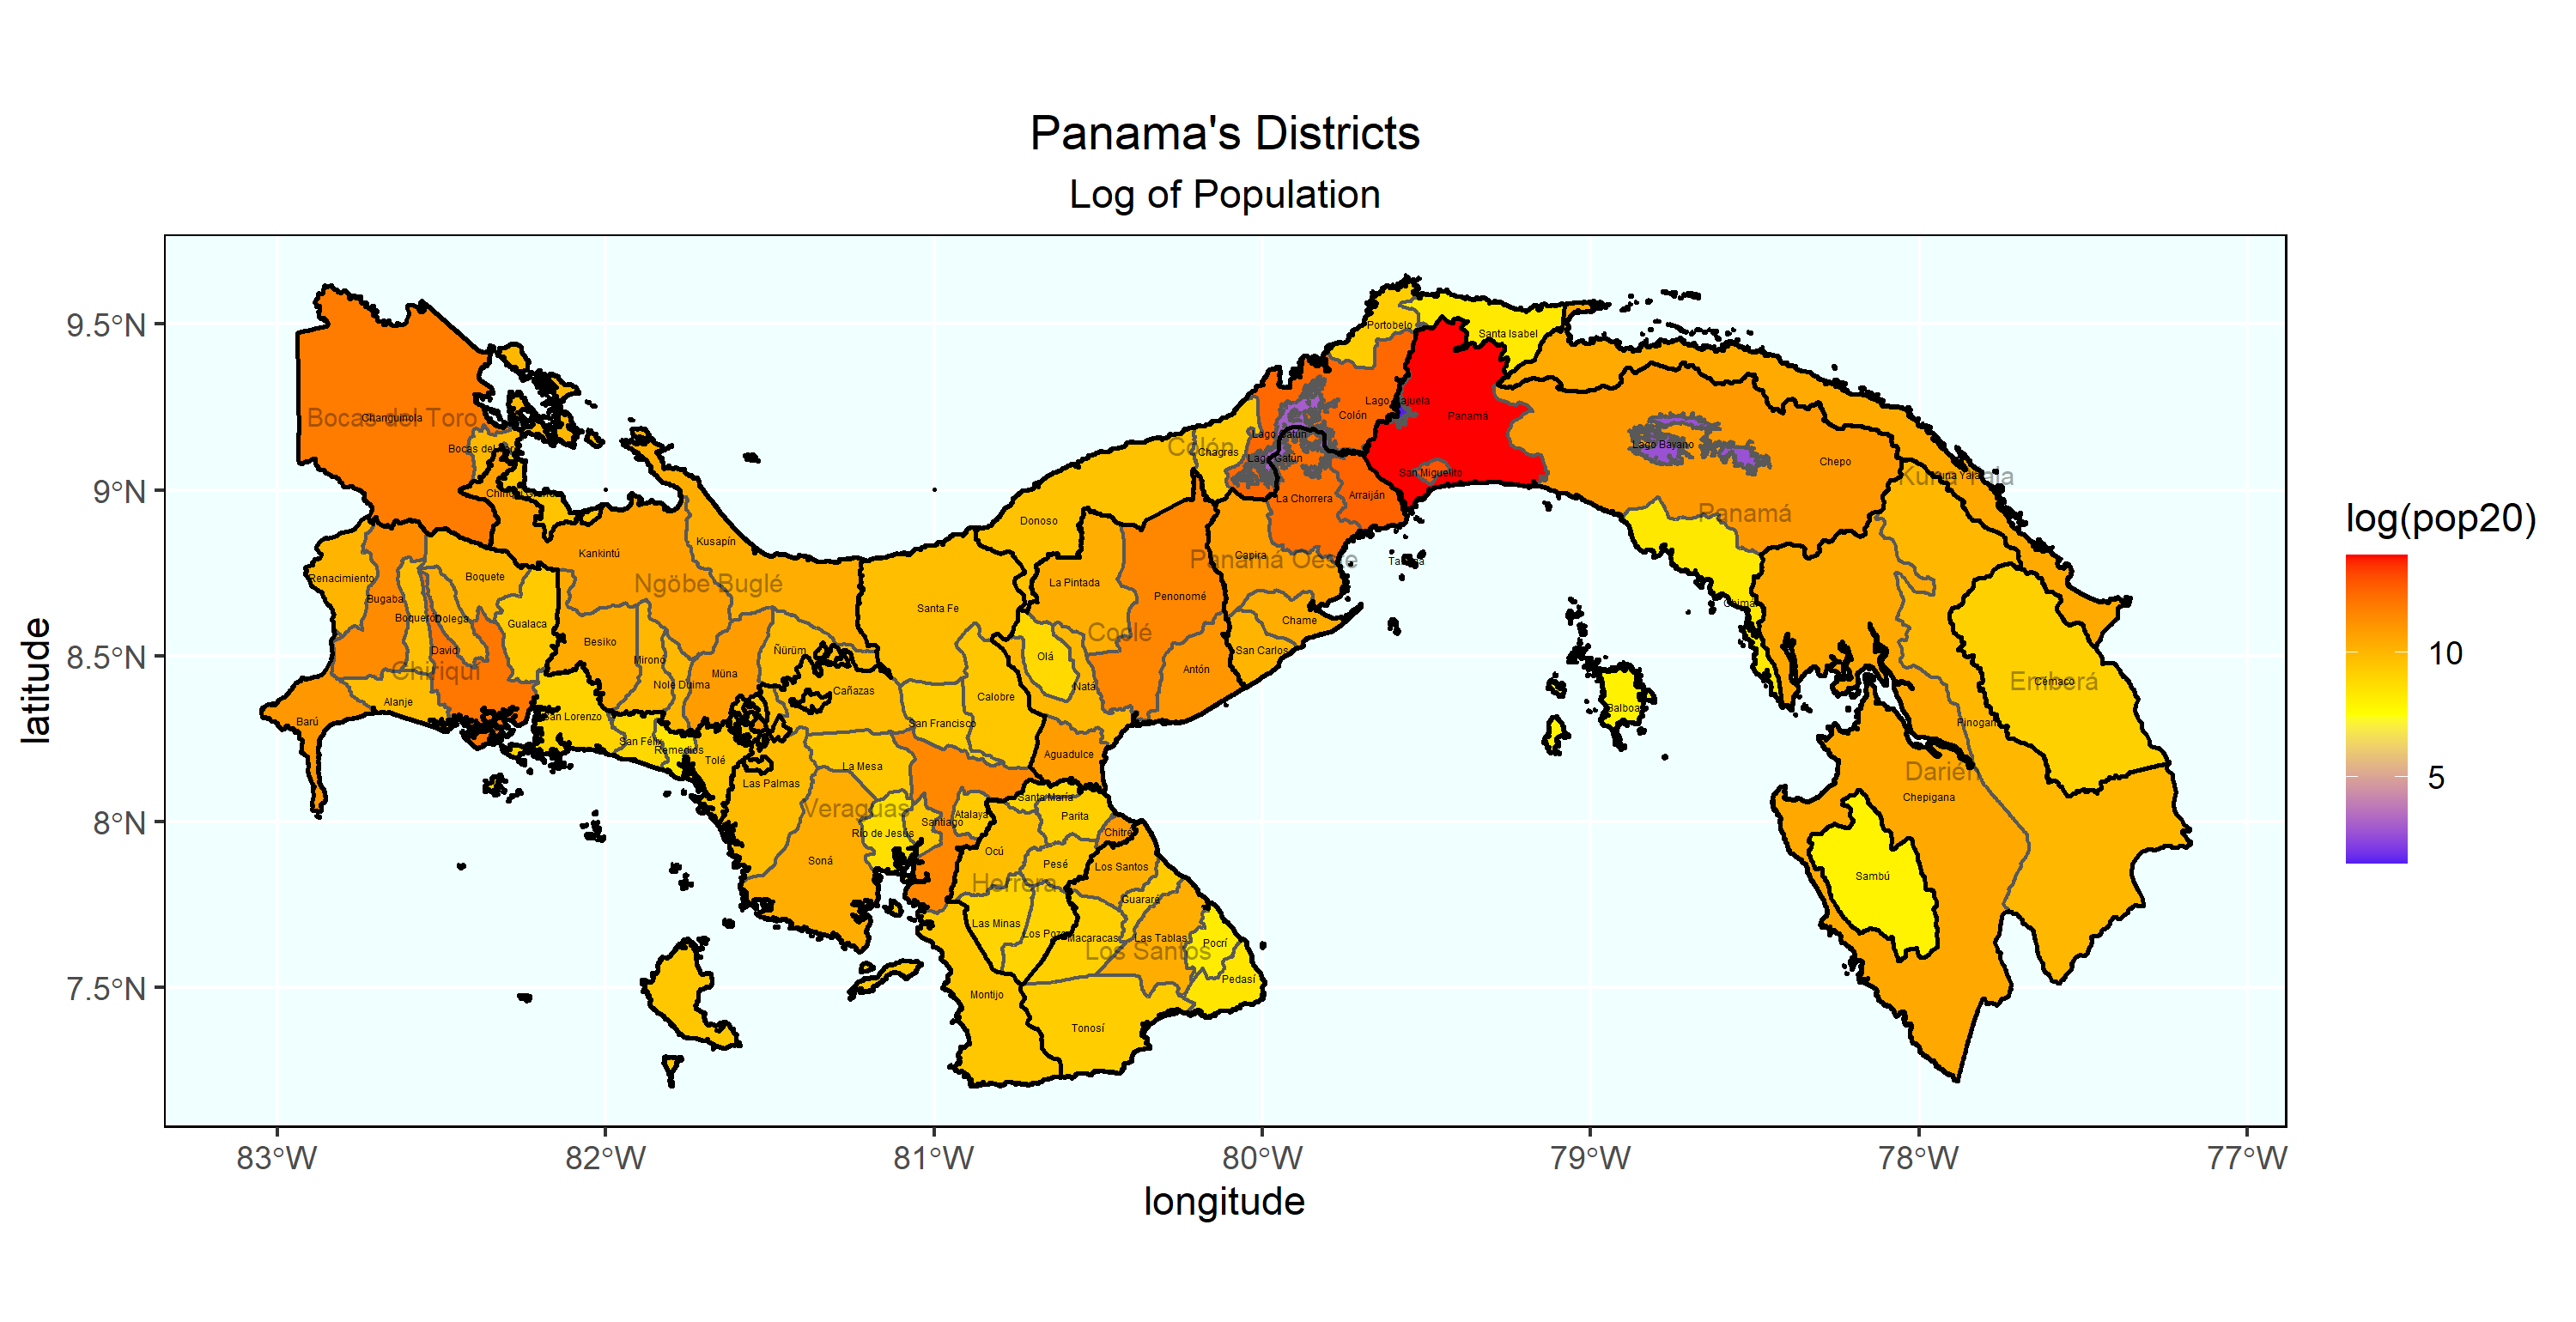 Panama's Districts
Log of Population
latitude
9.5°N
9°N
8.5°N
8°N
7.5°N
Portobelo
Santa Isabel
Bocas del Toro
Changuinola
Lago Alajuela
Colón
Panamá
Bocas del Toro
Colón
Chagres
Lago Gatún
Lago Gatún
San Miguelito
Lago Bayano
Chepo
Kuna Yala
Kuna Yala
Chiriquí Grande
La Chorrera
Arraiján
Panamá
Donoso
Kankintú
Kusapín
Capira
Panamá Oeste
Taboga
Renacimiento
Boquete
Ngöbe Buglé
La Pintada
Bugaba
Penonomé
Santa Fe
Chimán
Boquerón
Dolega
Gualaca
Chame
Coclé
Besiko
David
Mironó
Ñürüm
Olá
San Carlos
Chiriquí
Müna
Antón
Emberá
Cémaco
Nole Duima
Natá
Cañazas
Calobre
Alanje
Balboa
Barú
San Lorenzo
San Francisco
Pinogana
San Félix
Remedios
Tolé
Aguadulce
La Mesa
Darién
Las Palmas
Chepigana
Veraguas
Santa María
Atalaya
Parita
Santiago
Río de Jesús
Chitré
Ocú
Soná
Pesé
Los Santos
Sambú
Herrera
Guararé
Las Minas
Los Pozos
Macaracas
Las Tablas
Pocrí
Los Santos
Pedasí
Montijo
Tonosí
83°W
82°W
81°W
80°W
79°W
78°W
77°W
longitude
log(pop20)
10
5